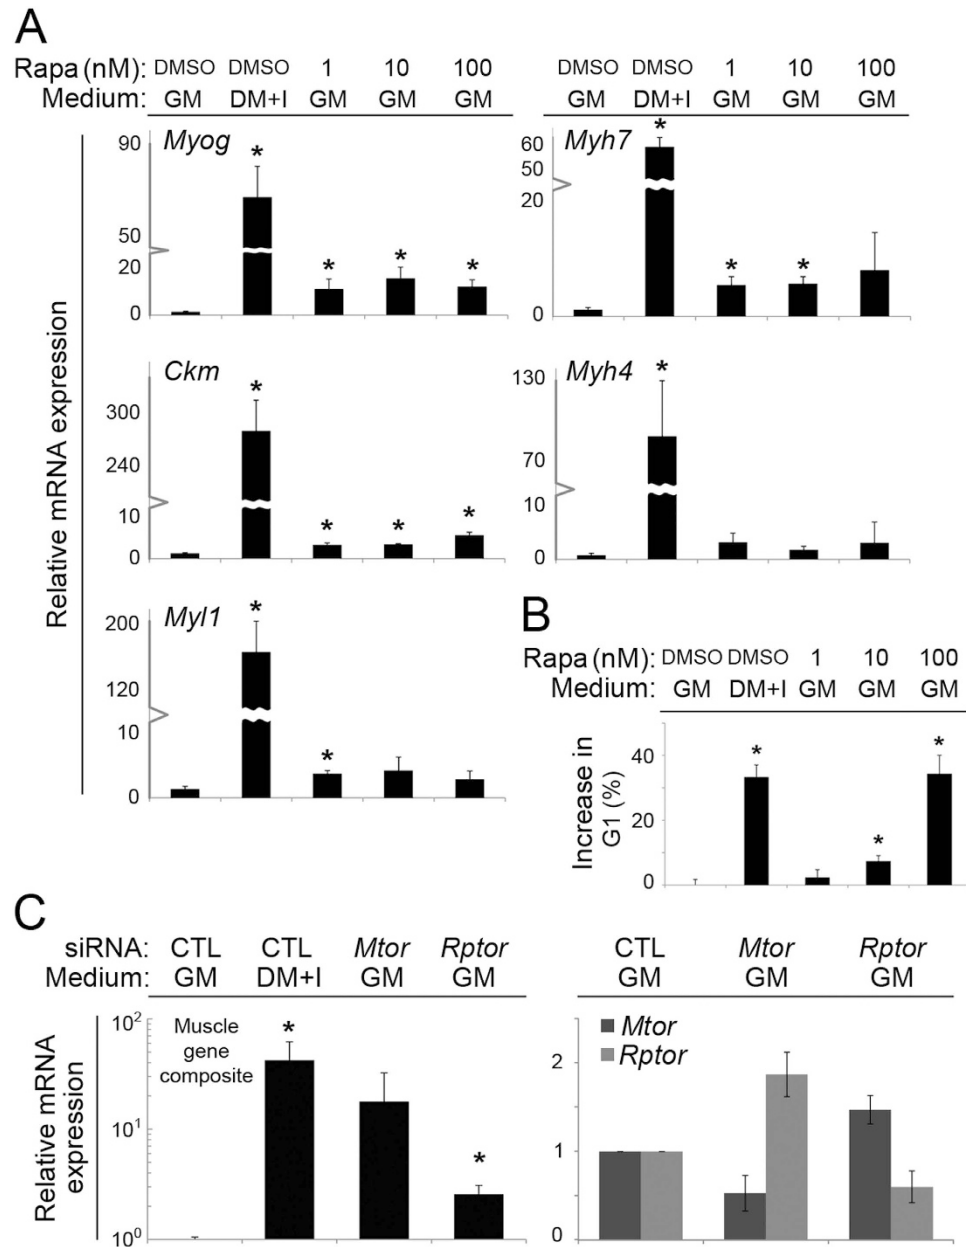 A
Rapa (nM): DMSO DMSO 1 10 100 DMSO DMSO 1 10 100
Medium: GM DM+I GM GM GM GM DM+I GM GM GM
Relative mRNA expression
Myog
90
*
50
20
* * *
0
Myh7
60
*
50
20
* *
0
Ckm
300
*
240
10
* * *
0
Myh4
130
*
70
10
0
Myl1
200
*
120
10
*
0
B
Rapa (nM): DMSO DMSO 1 10 100
Medium: GM DM+I GM GM GM
Increase in
G1 (%)
40
* *
20
*
0
C
siRNA: CTL CTL Mtor Rptor
Medium: GM DM+I GM GM
Relative mRNA
expression
10²
Muscle
gene
composite
*
10¹
*
10⁰
CTL Mtor Rptor
GM GM GM
Mtor
Rptor
2
1
0